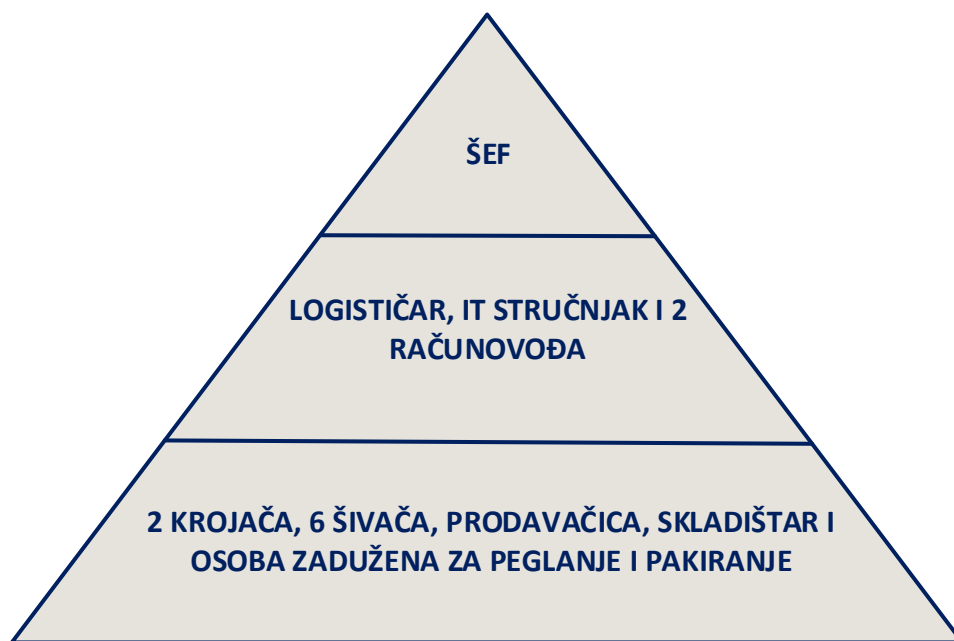 ŠEF
LOGISTIČAR, IT STRUČNJAK I 2
RAČUNOVOĐA
2 KROJAČA, 6 ŠIVAČA, PRODAVAČICA, SKLADIŠTAR I
OSOBA ZADUŽENA ZA PEGLANJE I PAKIRANJE